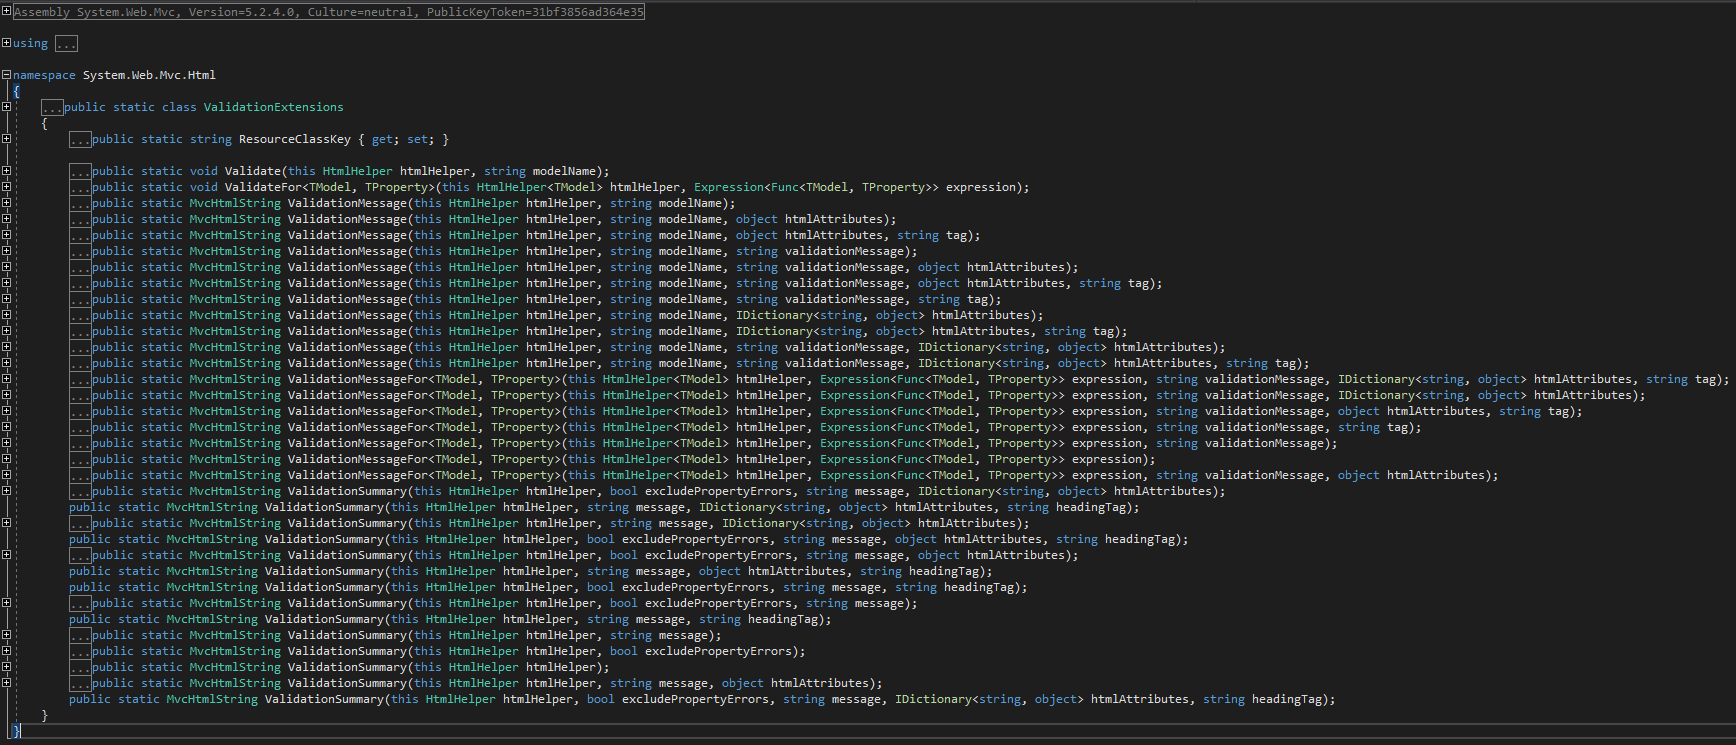 Assembly System.Web.Mvc, Version=5.2.4.0, Culture=neutral, PublicKeyToken=31bf3856ad364e35
using ...
namespace System.Web.Mvc.Html
{
...public static class ValidationExtensions
{
...public static string ResourceClassKey { get; set; }
...public static void Validate(this HtmlHelper htmlHelper, string modelName);
...public static void ValidateFor<TModel, TProperty>(this HtmlHelper<TModel> htmlHelper, Expression<Func<TModel, TProperty>> expression);
...public static MvcHtmlString ValidationMessage(this HtmlHelper htmlHelper, string modelName);
...public static MvcHtmlString ValidationMessage(this HtmlHelper htmlHelper, string modelName, object htmlAttributes);
...public static MvcHtmlString ValidationMessage(this HtmlHelper htmlHelper, string modelName, object htmlAttributes, string tag);
...public static MvcHtmlString ValidationMessage(this HtmlHelper htmlHelper, string modelName, string validationMessage);
...public static MvcHtmlString ValidationMessage(this HtmlHelper htmlHelper, string modelName, string validationMessage, object htmlAttributes);
...public static MvcHtmlString ValidationMessage(this HtmlHelper htmlHelper, string modelName, string validationMessage, object htmlAttributes, string tag);
...public static MvcHtmlString ValidationMessage(this HtmlHelper htmlHelper, string modelName, string validationMessage, string tag);
...public static MvcHtmlString ValidationMessage(this HtmlHelper htmlHelper, string modelName, IDictionary<string, object> htmlAttributes);
...public static MvcHtmlString ValidationMessage(this HtmlHelper htmlHelper, string modelName, IDictionary<string, object> htmlAttributes, string tag);
...public static MvcHtmlString ValidationMessage(this HtmlHelper htmlHelper, string modelName, string validationMessage, IDictionary<string, object> htmlAttributes);
...public static MvcHtmlString ValidationMessage(this HtmlHelper htmlHelper, string modelName, string validationMessage, IDictionary<string, object> htmlAttributes, string tag);
...public static MvcHtmlString ValidationMessageFor<TModel, TProperty>(this HtmlHelper<TModel> htmlHelper, Expression<Func<TModel, TProperty>> expression, string validationMessage, IDictionary<string, object> htmlAttributes, string tag);
...public static MvcHtmlString ValidationMessageFor<TModel, TProperty>(this HtmlHelper<TModel> htmlHelper, Expression<Func<TModel, TProperty>> expression, string validationMessage, IDictionary<string, object> htmlAttributes);
...public static MvcHtmlString ValidationMessageFor<TModel, TProperty>(this HtmlHelper<TModel> htmlHelper, Expression<Func<TModel, TProperty>> expression, string validationMessage, object htmlAttributes, string tag);
...public static MvcHtmlString ValidationMessageFor<TModel, TProperty>(this HtmlHelper<TModel> htmlHelper, Expression<Func<TModel, TProperty>> expression, string validationMessage, string tag);
...public static MvcHtmlString ValidationMessageFor<TModel, TProperty>(this HtmlHelper<TModel> htmlHelper, Expression<Func<TModel, TProperty>> expression, string validationMessage);
...public static MvcHtmlString ValidationMessageFor<TModel, TProperty>(this HtmlHelper<TModel> htmlHelper, Expression<Func<TModel, TProperty>> expression);
...public static MvcHtmlString ValidationMessageFor<TModel, TProperty>(this HtmlHelper<TModel> htmlHelper, Expression<Func<TModel, TProperty>> expression, string validationMessage, object htmlAttributes);
...public static MvcHtmlString ValidationSummary(this HtmlHelper htmlHelper, bool excludePropertyErrors, string message, IDictionary<string, object> htmlAttributes);
public static MvcHtmlString ValidationSummary(this HtmlHelper htmlHelper, string message, IDictionary<string, object> htmlAttributes, string headingTag);
...public static MvcHtmlString ValidationSummary(this HtmlHelper htmlHelper, string message, IDictionary<string, object> htmlAttributes);
public static MvcHtmlString ValidationSummary(this HtmlHelper htmlHelper, bool excludePropertyErrors, string message, object htmlAttributes, string headingTag);
...public static MvcHtmlString ValidationSummary(this HtmlHelper htmlHelper, bool excludePropertyErrors, string message, object htmlAttributes);
public static MvcHtmlString ValidationSummary(this HtmlHelper htmlHelper, string message, object htmlAttributes, string headingTag);
public static MvcHtmlString ValidationSummary(this HtmlHelper htmlHelper, bool excludePropertyErrors, string message, string headingTag);
...public static MvcHtmlString ValidationSummary(this HtmlHelper htmlHelper, bool excludePropertyErrors, string message);
public static MvcHtmlString ValidationSummary(this HtmlHelper htmlHelper, string message, string headingTag);
...public static MvcHtmlString ValidationSummary(this HtmlHelper htmlHelper, string message);
...public static MvcHtmlString ValidationSummary(this HtmlHelper htmlHelper, bool excludePropertyErrors);
...public static MvcHtmlString ValidationSummary(this HtmlHelper htmlHelper);
...public static MvcHtmlString ValidationSummary(this HtmlHelper htmlHelper, string message, object htmlAttributes);
public static MvcHtmlString ValidationSummary(this HtmlHelper htmlHelper, bool excludePropertyErrors, string message, IDictionary<string, object> htmlAttributes, string headingTag);
}
}